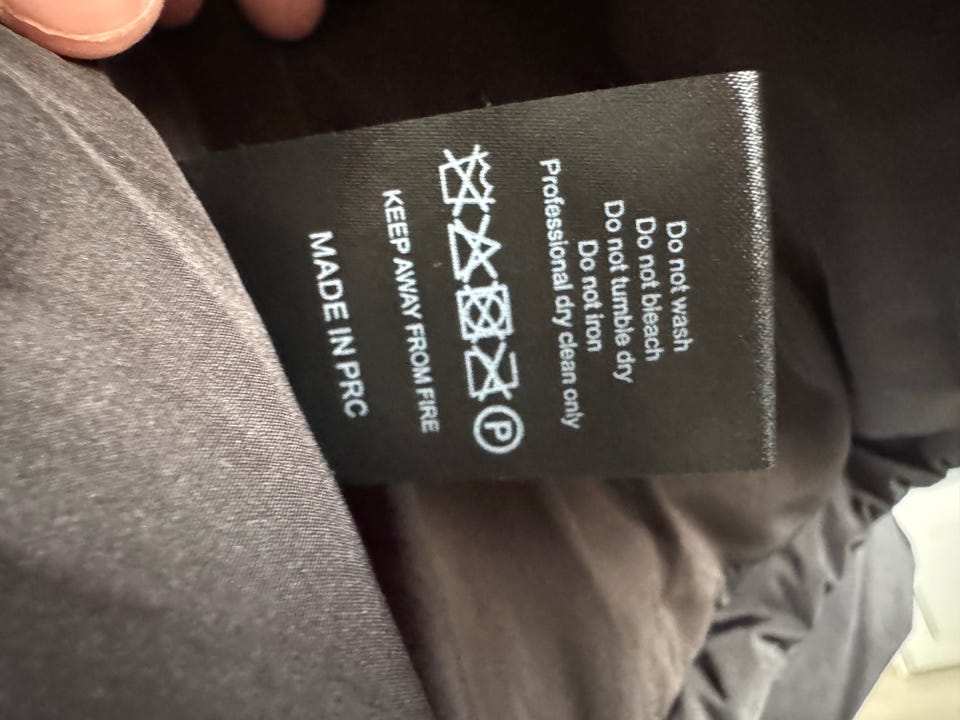 Do not wash
Do not bleach
Do not tumble dry
Do not iron
Professional dry clean only
P
KEEP AWAY FROM FIRE
MADE IN PRC